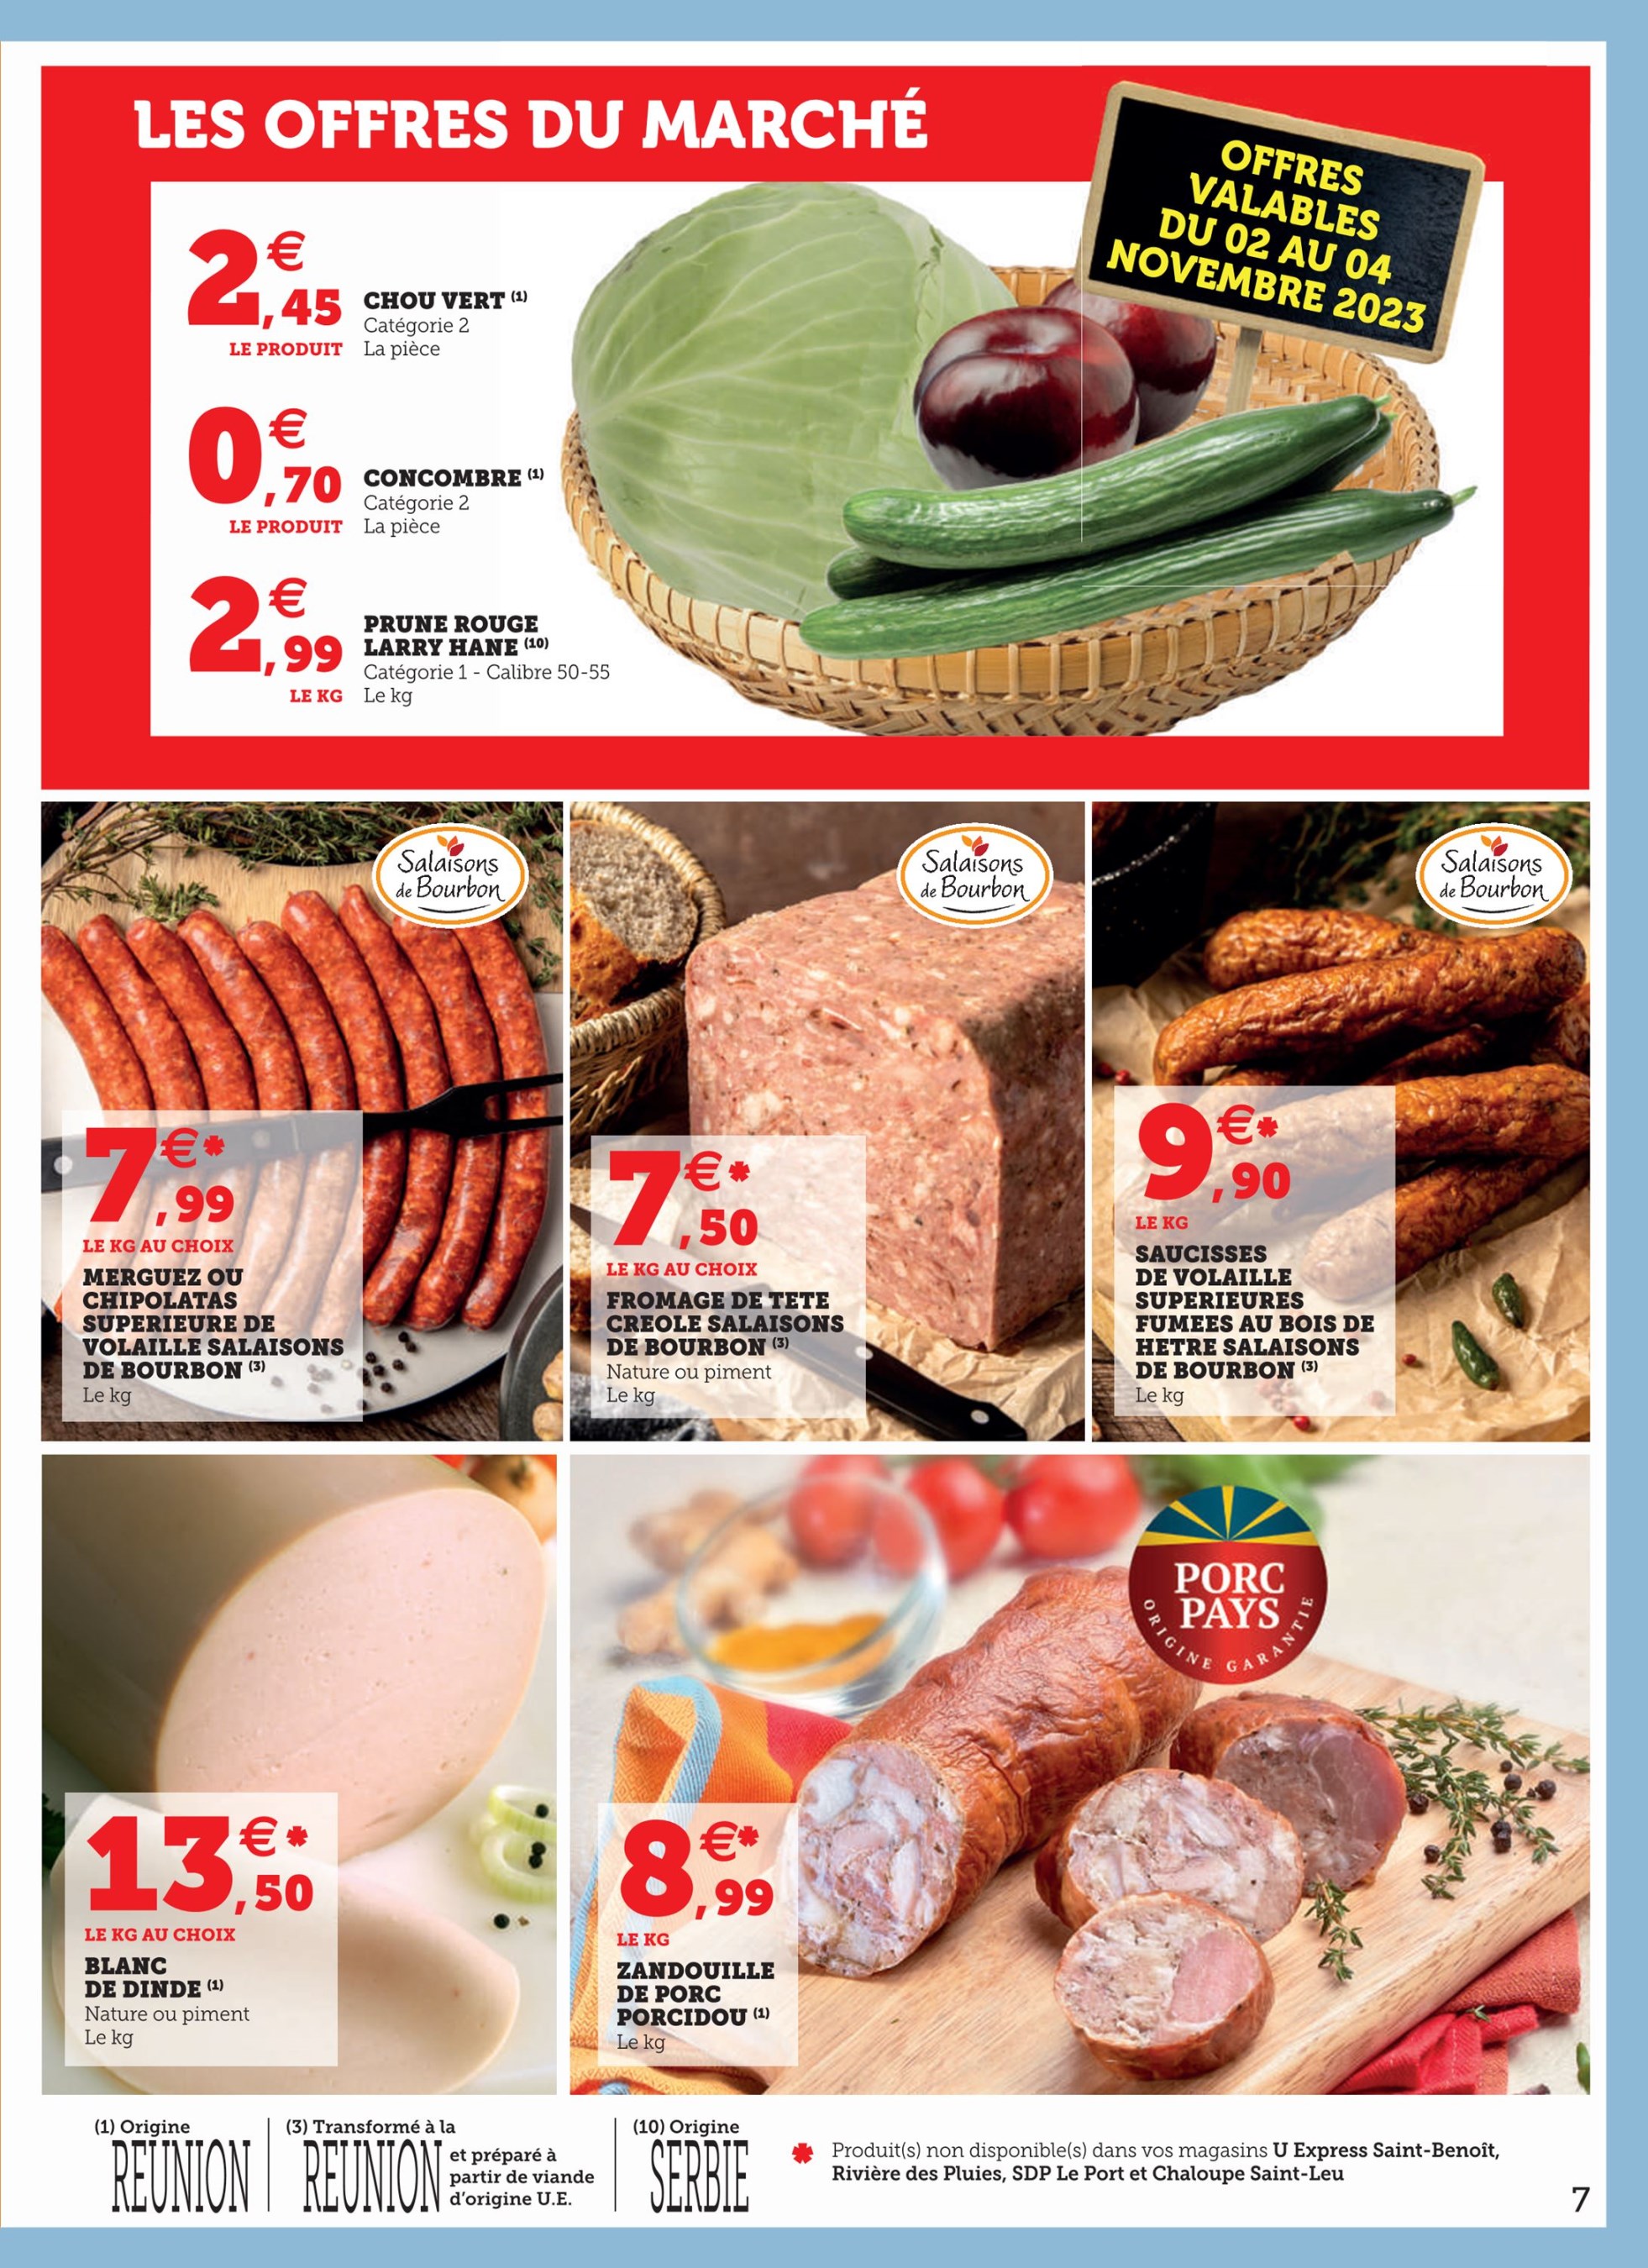 LES OFFRES DU MARCHÉ
OFFRES
VALABLES
DU 02 AU 04
NOVEMBRE 2023
2€,45
LE PRODUIT
CHOU VERT (1)
Catégorie 2
La pièce
0€,70
LE PRODUIT
CONCOMBRE (1)
Catégorie 2
La pièce
2€,99
LE KG
PRUNE ROUGE
LARRY HANE (10)
Catégorie 1 - Calibre 50-55
Le kg
Salaisons
de Bourbon
7€*,99
LE KG AU CHOIX
MERGUEZ OU
CHIPOLATAS
SUPERIEURE DE
VOLAILLE SALAISONS
DE BOURBON (3)
Le kg
Salaisons
de Bourbon
7€*,50
LE KG AU CHOIX
FROMAGE DE TETE
CREOLE SALAISONS
DE BOURBON (3)
Nature ou piment
Le kg
Salaisons
de Bourbon
9€*,90
LE KG
SAUCISSES
DE VOLAILLE
SUPERIEURES
FUMEES AU BOIS DE
HETRE SALAISONS
DE BOURBON (3)
Le kg
13€*,50
LE KG AU CHOIX
BLANC
DE DINDE (1)
Nature ou piment
Le kg
PORC
PAYS
ORIGINE GARANTIE
8€*,99
LE KG
ZANDOUILLE
DE PORC
PORCIDOU (1)
Le kg
(1) Origine
REUNION
(3) Transformé à la
REUNION
et préparé à
partir de viande
d'origine U.E.
(10) Origine
SERBIE
* Produit(s) non disponible(s) dans vos magasins U Express Saint-Benoît,
Rivière des Pluies, SDP Le Port et Chaloupe Saint-Leu
7